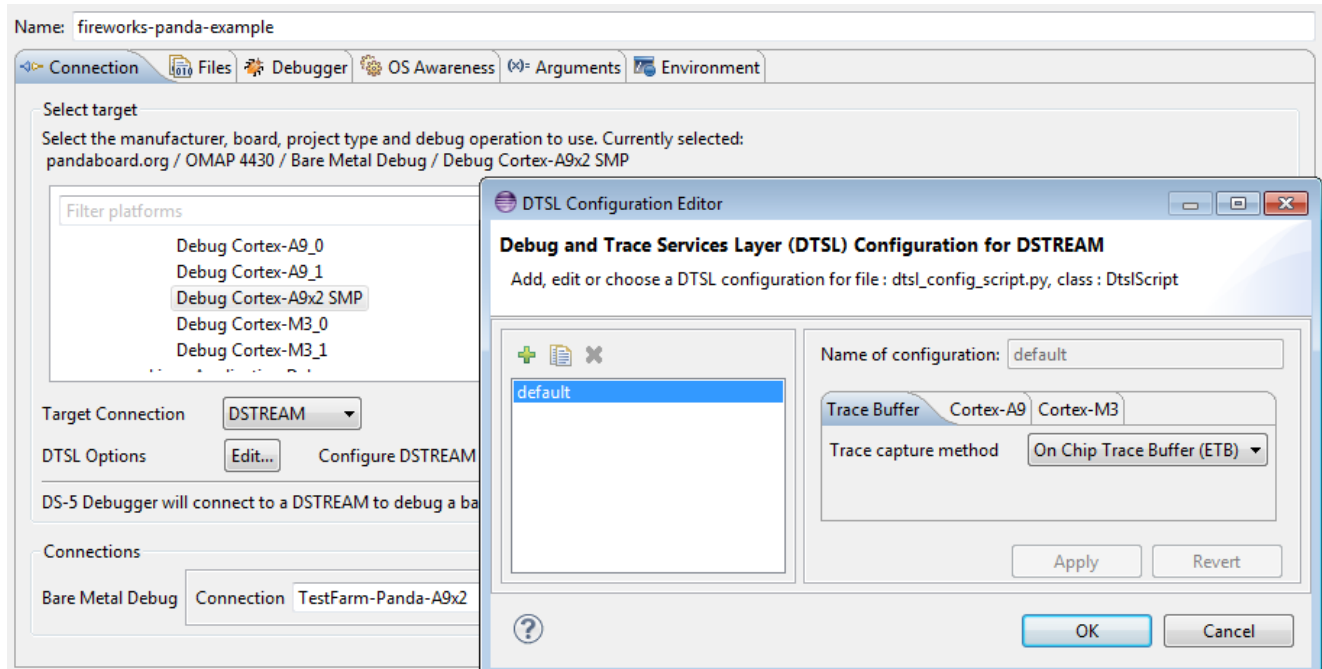 Name: fireworks-panda-example
Connection Files Debugger OS Awareness (x)= Arguments Environment
Select target
Select the manufacturer, board, project type and debug operation to use. Currently selected:
pandaboard.org / OMAP 4430 / Bare Metal Debug / Debug Cortex-A9x2 SMP
Filter platforms
Debug Cortex-A9_0
Debug Cortex-A9_1
Debug Cortex-A9x2 SMP
Debug Cortex-M3_0
Debug Cortex-M3_1
Target Connection DSTREAM
DTSL Options Edit... Configure DSTREAM
DS-5 Debugger will connect to a DSTREAM to debug a ba
Connections
Bare Metal Debug Connection TestFarm-Panda-A9x2
DTSL Configuration Editor
Debug and Trace Services Layer (DTSL) Configuration for DSTREAM
Add, edit or choose a DTSL configuration for file : dtsl_config_script.py, class : DtslScript
default
Name of configuration: default
Trace Buffer Cortex-A9 Cortex-M3
Trace capture method On Chip Trace Buffer (ETB)
Apply Revert
? OK Cancel